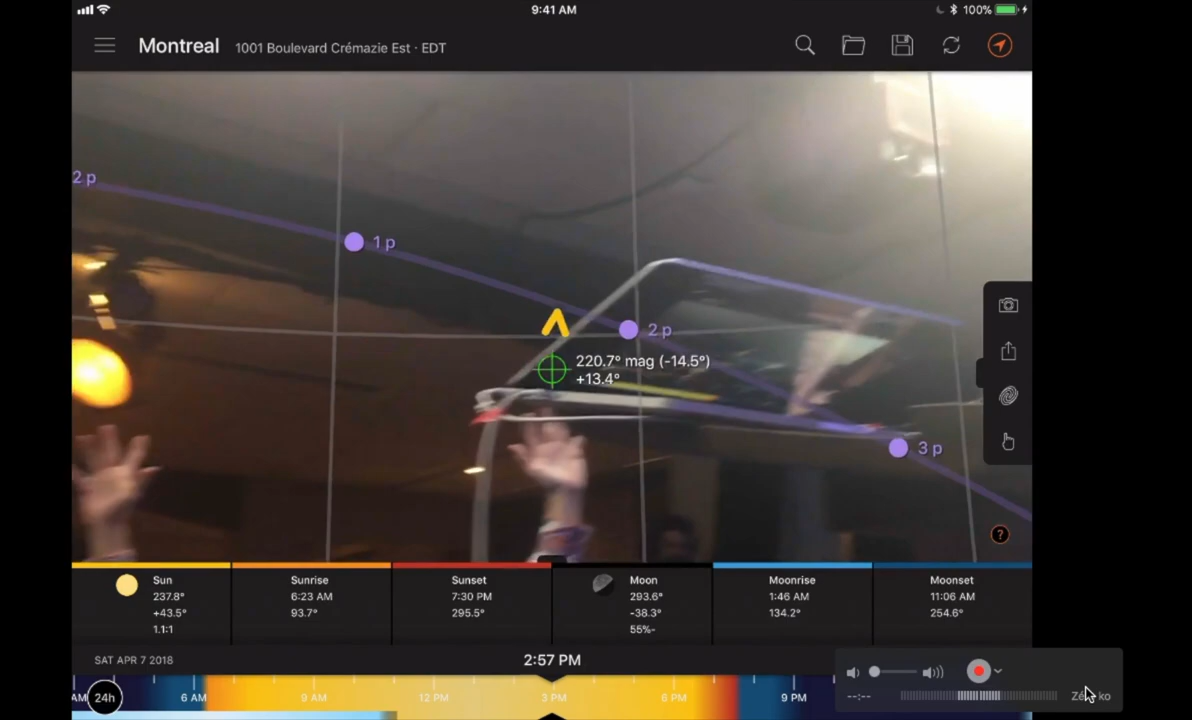 9:41 AM
100%
Montreal 1001 Boulevard Crémazie Est · EDT
2 p
1 p
2 p
220.7° mag (-14.5°)
+13.4°
3 p
?
Sun
237.8°
+43.5°
1.1:1
Sunrise
6:23 AM
93.7°
Sunset
7:30 PM
295.5°
Moon
293.6°
-38.3°
55%-
Moonrise
1:46 AM
134.2°
Moonset
11:06 AM
254.6°
SAT APR 7 2018
2:57 PM
AM 24h 6 AM 9 AM 12 PM 3 PM 6 PM 9 PM
--:--
ko